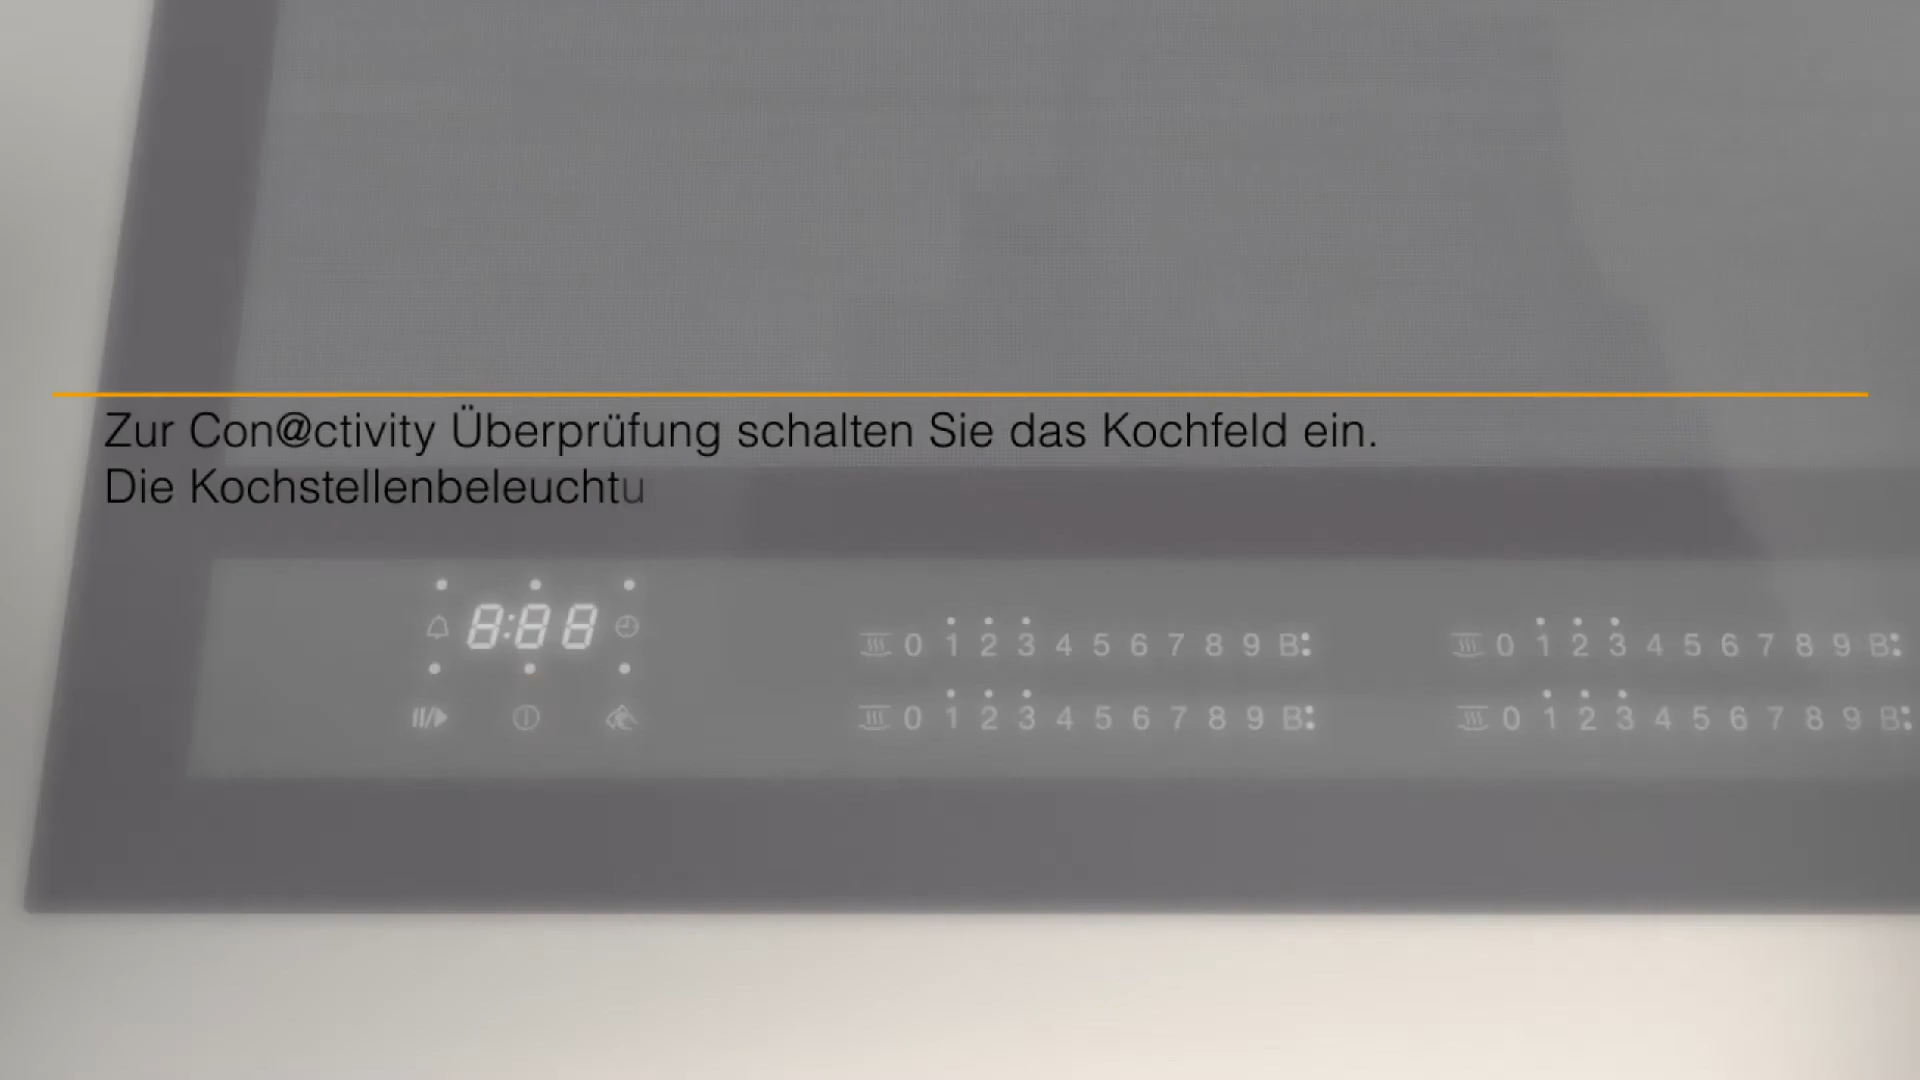 Zur Con@ctivity Überprüfung schalten Sie das Kochfeld ein.
Die Kochstellenbeleuchtu
8:88
0 1 2 3 4 5 6 7 8 9 B:
0 1 2 3 4 5 6 7 8 9 B:
0 1 2 3 4 5 6 7 8 9 B:
0 1 2 3 4 5 6 7 8 9 B: